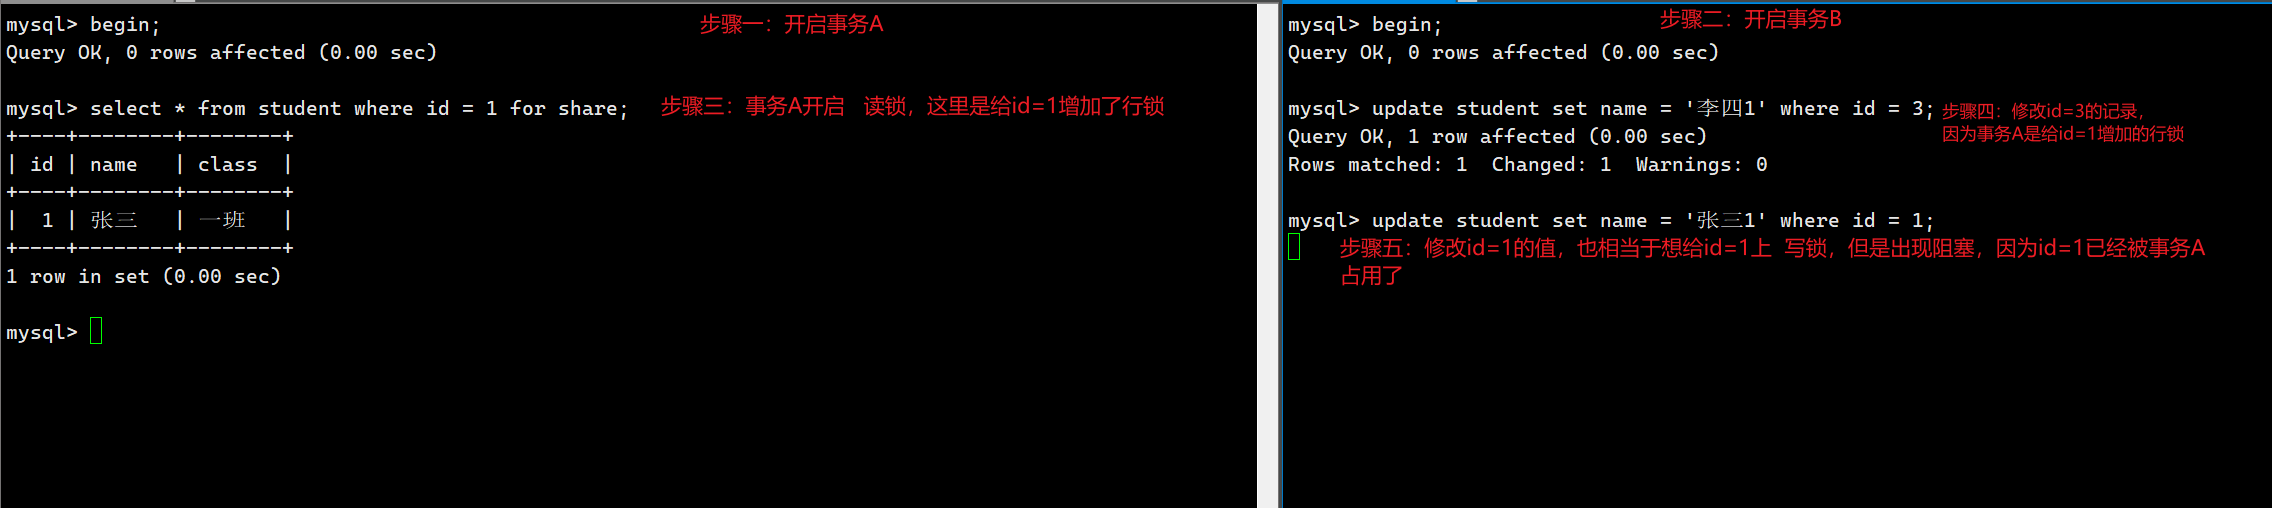 mysql> begin;
步骤一：开启事务A
Query OK, 0 rows affected (0.00 sec)
mysql> select * from student where id = 1 for share;
步骤三：事务A开启 读锁，这里是给id=1增加了行锁
+----+--------+--------+
| id | name   | class  |
+----+--------+--------+
|  1 | 张三   | 一班   |
+----+--------+--------+
1 row in set (0.00 sec)
mysql>
mysql> begin;
步骤二：开启事务B
Query OK, 0 rows affected (0.00 sec)
mysql> update student set name = '李四1' where id = 3;
步骤四：修改id=3的记录，
因为事务A是给id=1增加的行锁
Query OK, 1 row affected (0.00 sec)
Rows matched: 1  Changed: 1  Warnings: 0
mysql> update student set name = '张三1' where id = 1;
步骤五：修改id=1的值，也相当于想给id=1上 写锁，但是出现阻塞，因为id=1已经被事务A
占用了